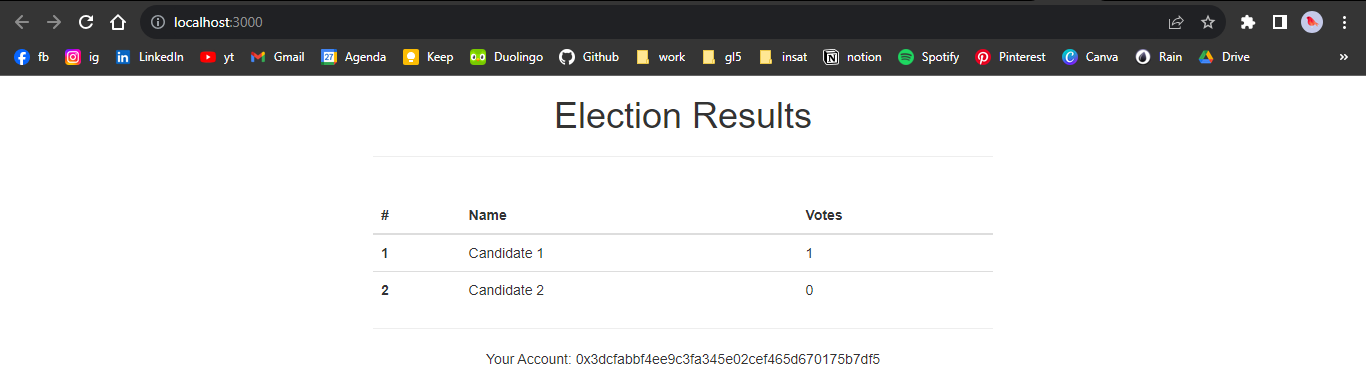 localhost:3000
fb ig LinkedIn yt Gmail 27 Agenda Keep Duolingo Github work gl5 insat notion Spotify Pinterest Canva Rain Drive »
Election Results
# Name Votes
1 Candidate 1 1
2 Candidate 2 0
Your Account: 0x3dcfabbf4ee9c3fa345e02cef465d670175b7df5